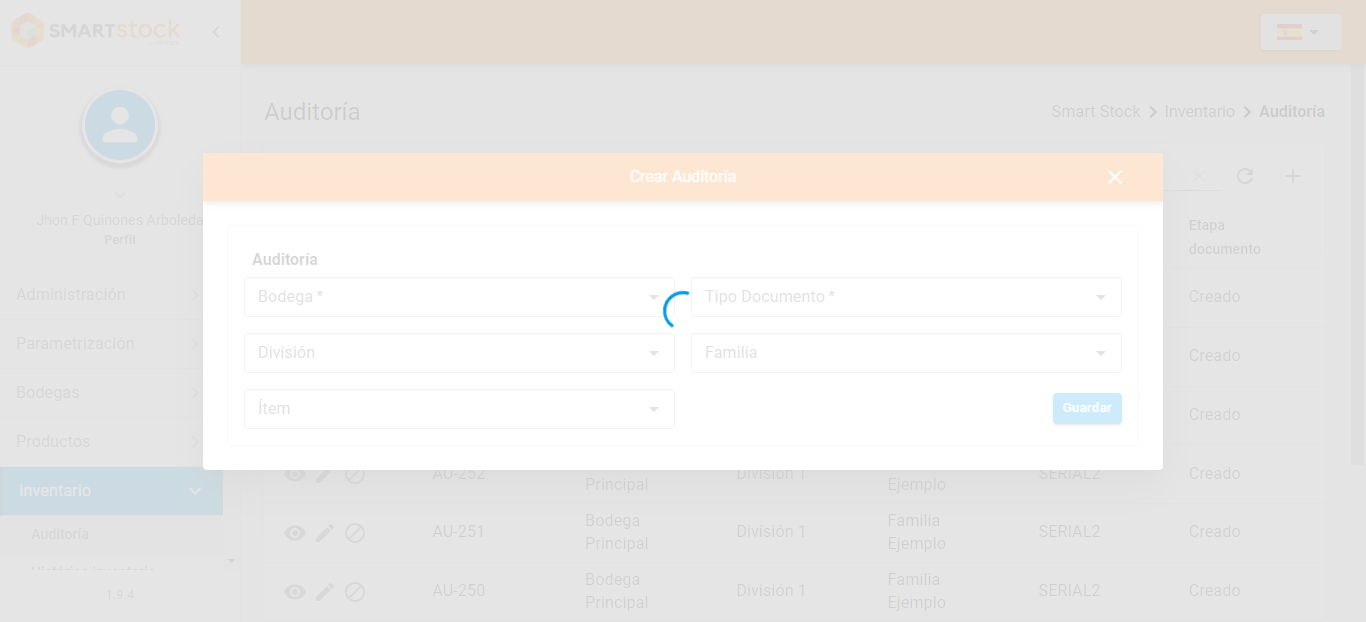 SMARTstock
Auditoría
Smart Stock
Inventario
Auditoría
Crear Auditoría
Jhon F Quinones Arboleda
Perfil
Etapa
documento
Auditoría
Bodega *
Tipo Documento *
División
Familia
Ítem
Guardar
Administración
Parametrización
Bodegas
Productos
Inventario
Auditoría
1.9.4
Creado
Creado
Creado
AU-252
Principal
División 1
Ejemplo
SERIAL2
Creado
AU-251
Bodega
Principal
División 1
Familia
Ejemplo
SERIAL2
Creado
AU-250
Bodega
Principal
División 1
Familia
Ejemplo
SERIAL2
Creado